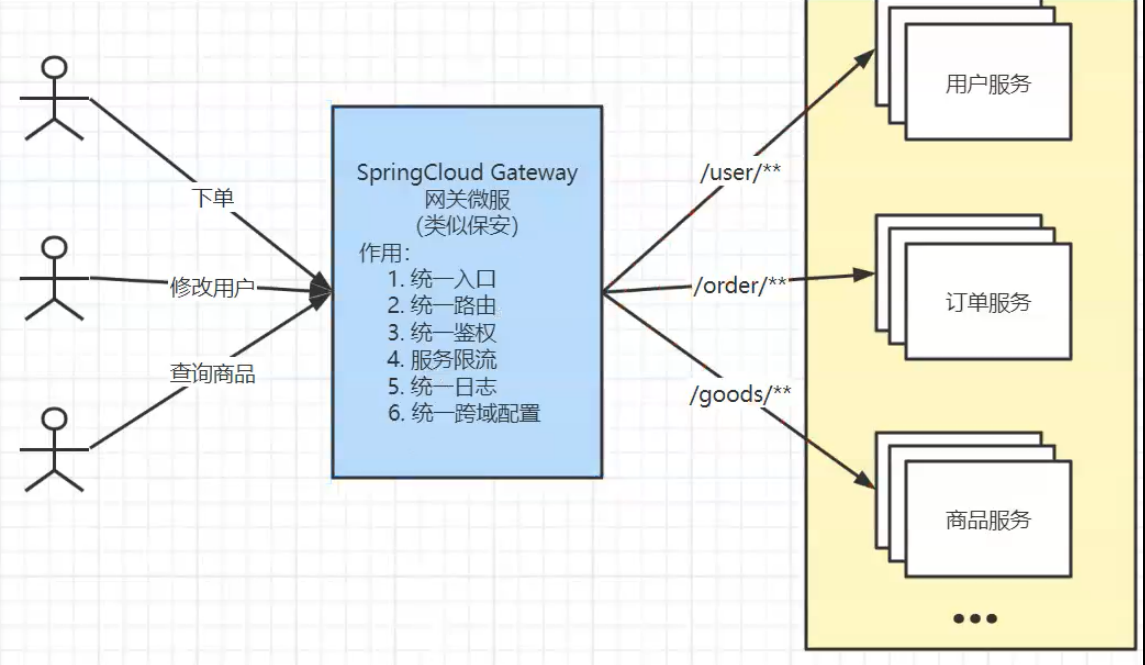 下单
修改用户
查询商品
SpringCloud Gateway
网关微服
(类似保安)
作用:
1. 统一入口
2. 统一路由
3. 统一鉴权
4. 服务限流
5. 统一日志
6. 统一跨域配置
/user/**
/order/**
/goods/**
用户服务
订单服务
商品服务
•••